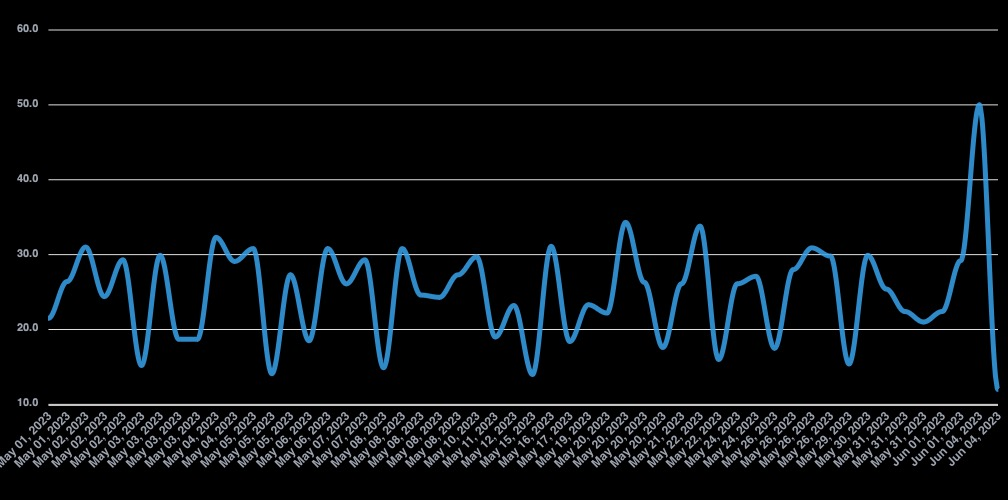 60.0
50.0
40.0
30.0
20.0
10.0
May 01, 2023
May 01, 2023
May 02, 2023
May 02, 2023
May 02, 2023
May 03, 2023
May 03, 2023
May 03, 2023
May 03, 2023
May 04, 2023
May 04, 2023
May 05, 2023
May 05, 2023
May 05, 2023
May 06, 2023
May 06, 2023
May 07, 2023
May 17, 2023
May 08, 2023
May 08, 2023
May 08, 2023
May 08, 2023
May 08, 2023
May 10, 2023
May 11, 2023
May 12, 2023
May 15, 2023
May 16, 2023
May 17, 2023
May 19, 2023
May 20, 2023
May 20, 2023
May 20, 2023
May 20, 2023
May 21, 2023
May 22, 2023
May 22, 2023
May 24, 2023
May 24, 2023
May 26, 2023
May 26, 2023
May 26, 2023
May 26, 2023
May 29, 2023
May 30, 2023
May 31, 2023
May 31, 2023
May 31, 2023
Jun 01, 2023
Jun 01, 2023
Jun 04, 2023
Jun 04, 2023